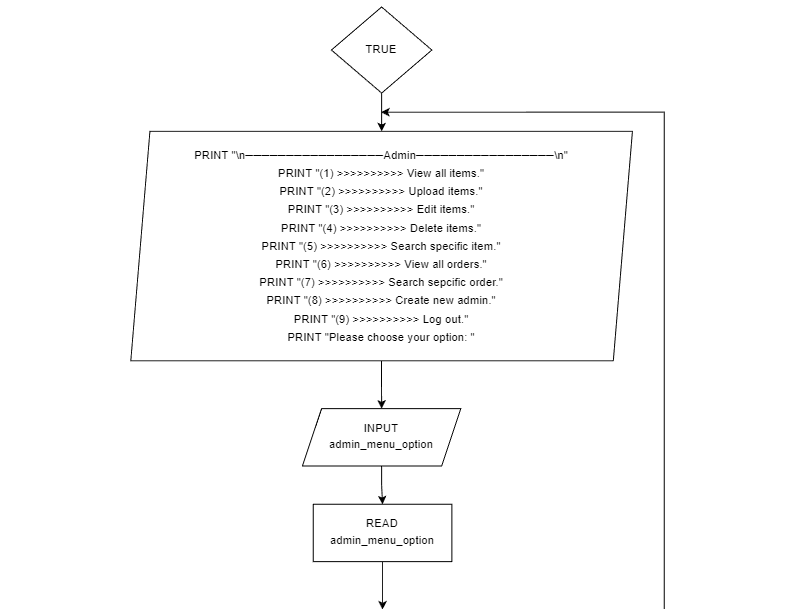 TRUE
PRINT "\n—————————————————Admin—————————————————\n"
PRINT "(1) >>>>>>>>>> View all items."
PRINT "(2) >>>>>>>>>> Upload items."
PRINT "(3) >>>>>>>>>> Edit items."
PRINT "(4) >>>>>>>>>> Delete items."
PRINT "(5) >>>>>>>>>> Search specific item."
PRINT "(6) >>>>>>>>>> View all orders."
PRINT "(7) >>>>>>>>>> Search sepcific order."
PRINT "(8) >>>>>>>>>> Create new admin."
PRINT "(9) >>>>>>>>>> Log out."
PRINT "Please choose your option: "
INPUT
admin_menu_option
READ
admin_menu_option